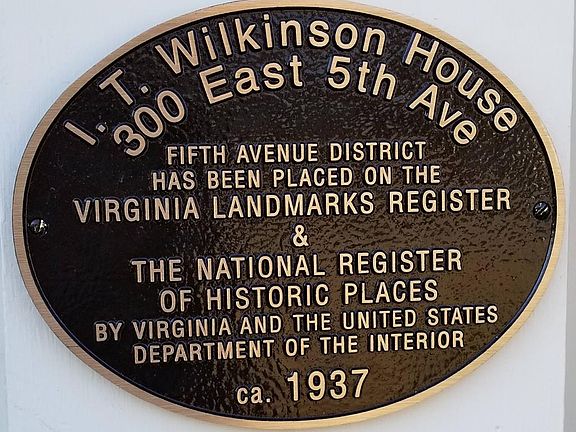 I. T. Wilkinson House
300 East 5th Ave
FIFTH AVENUE DISTRICT
HAS BEEN PLACED ON THE
VIRGINIA LANDMARKS REGISTER
&
THE NATIONAL REGISTER
OF HISTORIC PLACES
BY VIRGINIA AND THE UNITED STATES
DEPARTMENT OF THE INTERIOR
ca. 1937